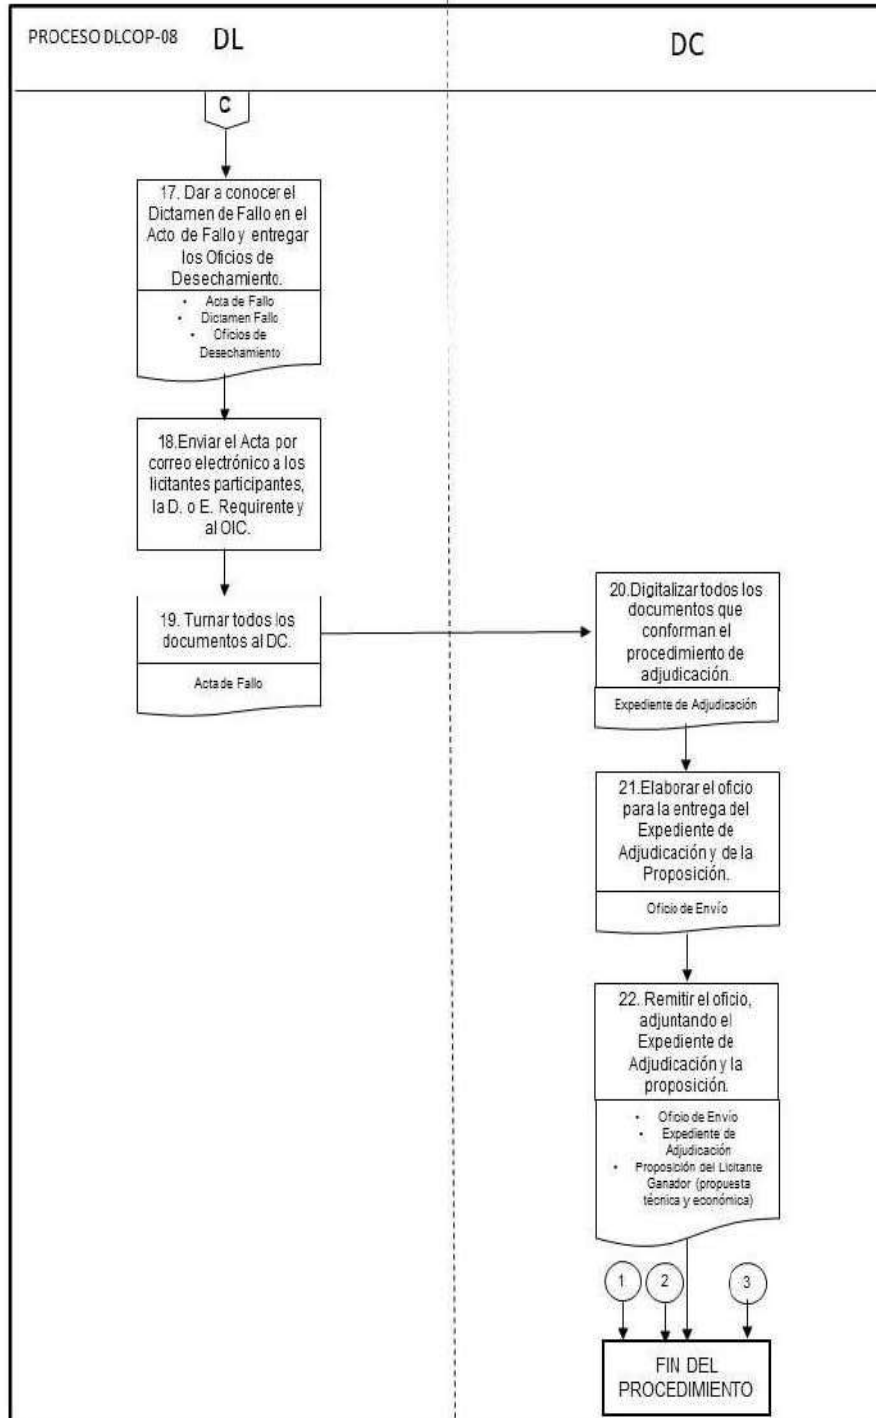 PROCESO DLCOP-08
DL
DC
C
17. Dar a conocer el
Dictamen de Fallo en el
Acto de Fallo y entregar
los Oficios de
Desechamiento.
• Acta de Fallo
• Dictamen Fallo
• Oficios de
Desechamiento
18.Enviar el Acta por
correo electrónico a los
licitantes participantes,
la D. o E. Requirente y
al OIC.
19. Turnar todos los
documentos al DC.
Acta de Fallo
20.Digitalizar todos los
documentos que
conforman el
procedimiento de
adjudicación.
Expediente de Adjudicación
21.Elaborar el oficio
para la entrega del
Expediente de
Adjudicación y de la
Proposición.
Oficio de Envío
22. Remitir el oficio,
adjuntando el
Expediente de
Adjudicación y la
proposición.
• Oficio de Envío
• Expediente de
Adjudicación
• Proposición del Licitante
Ganador (propuesta
técnica y económica)
1
2
3
FIN DEL
PROCEDIMIENTO